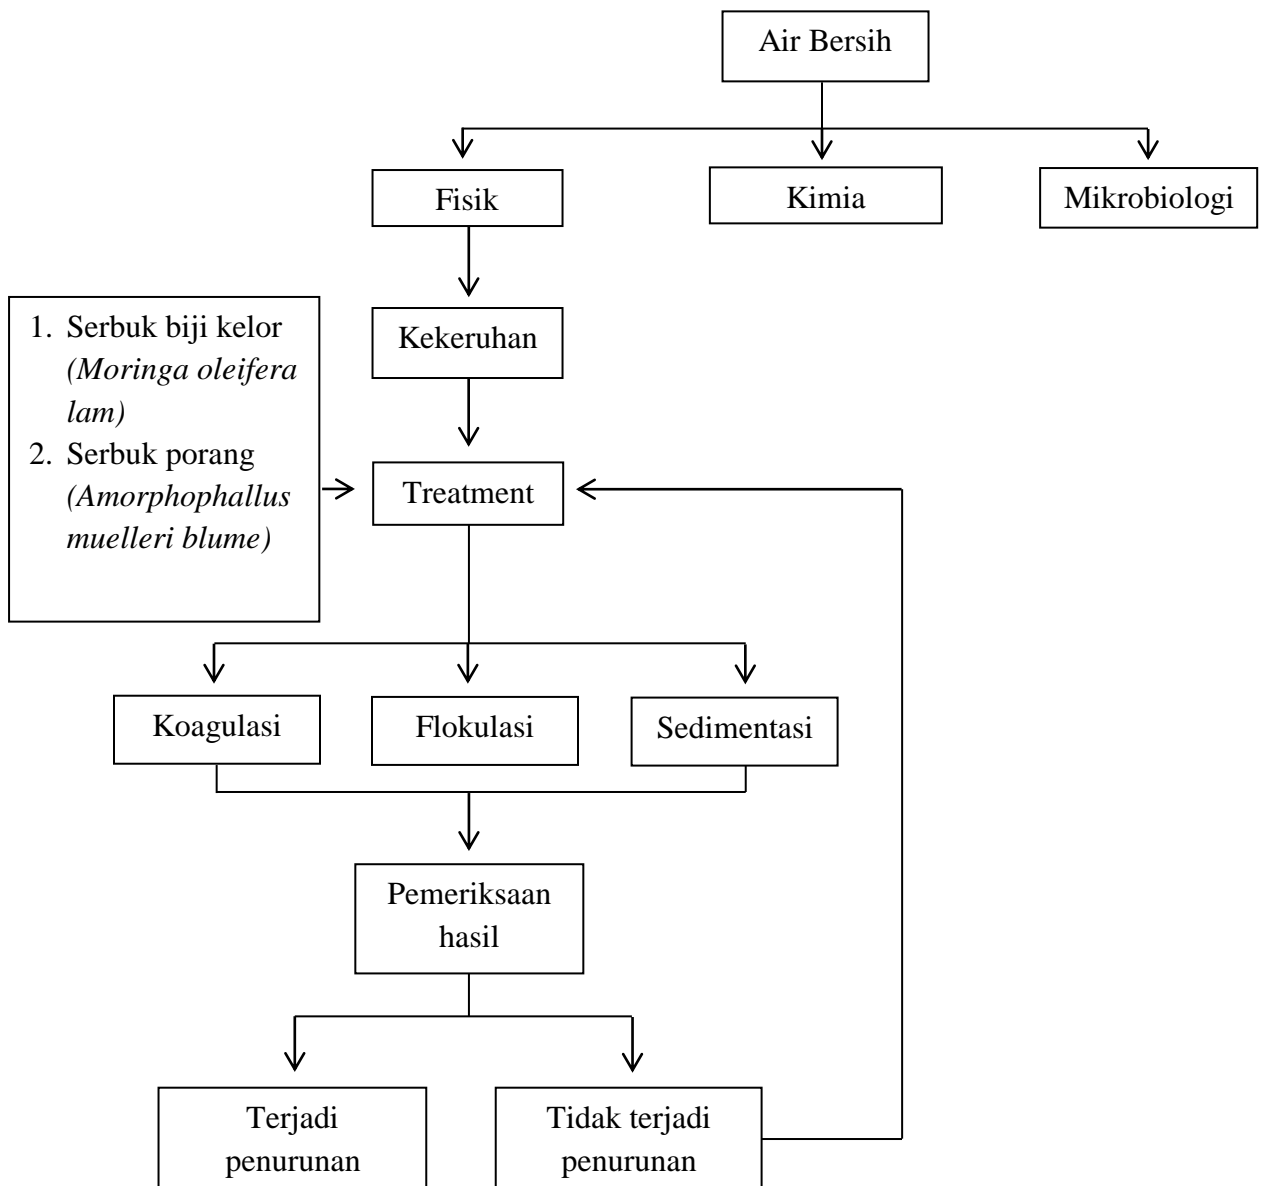 Air Bersih
Fisik
Kimia
Mikrobiologi
Kekeruhan
1. Serbuk biji kelor
(Moringa oleifera
lam)
2. Serbuk porang
(Amorphophallus
muelleri blume)
Treatment
Koagulasi
Flokulasi
Sedimentasi
Pemeriksaan
hasil
Terjadi
penurunan
Tidak terjadi
penurunan